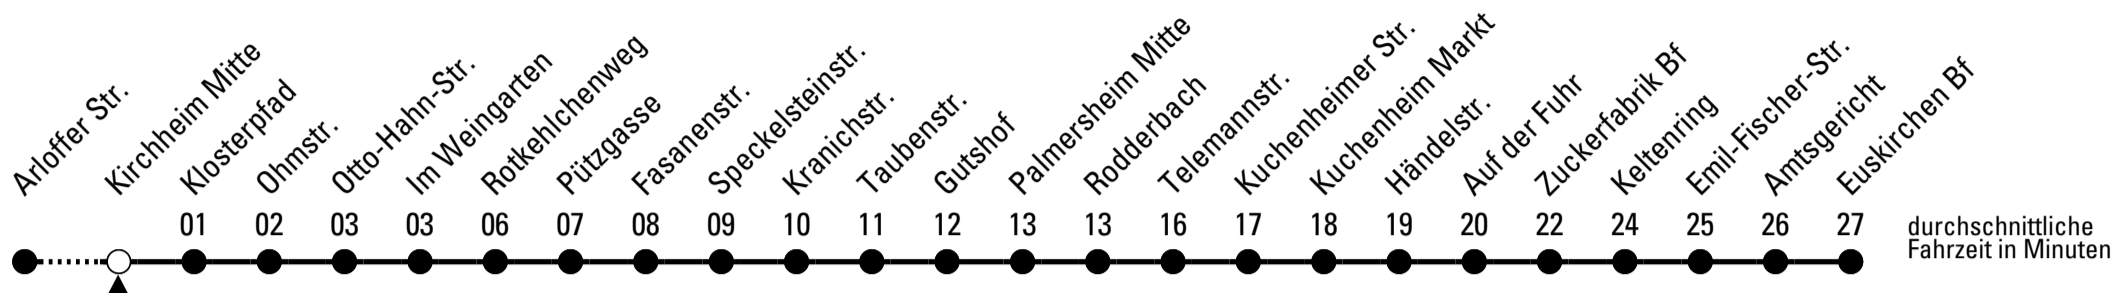 Arloffer Str.
Kirchheim Mitte
Klosterpfad
Ohmstr.
Otto-Hahn-Str.
Im Weingarten
Rotkehlchenweg
Pützgasse
Fasanenstr.
Speckelsteinstr.
Kranichstr.
Taubenstr.
Gutshof
Palmersheim Mitte
Rodderbach
Telemannstr.
Kuchenheimer Str.
Kuchenheim Markt
Händelstr.
Auf der Fuhr
Zuckerfabrik Bf
Keltenring
Emil-Fischer-Str.
Amtsgericht
Euskirchen Bf
01 02 03 03 06 07 08 09 10 11 12 13 13 16 17 18 19 20 22 24 25 26 27
durchschnittliche
Fahrzeit in Minuten